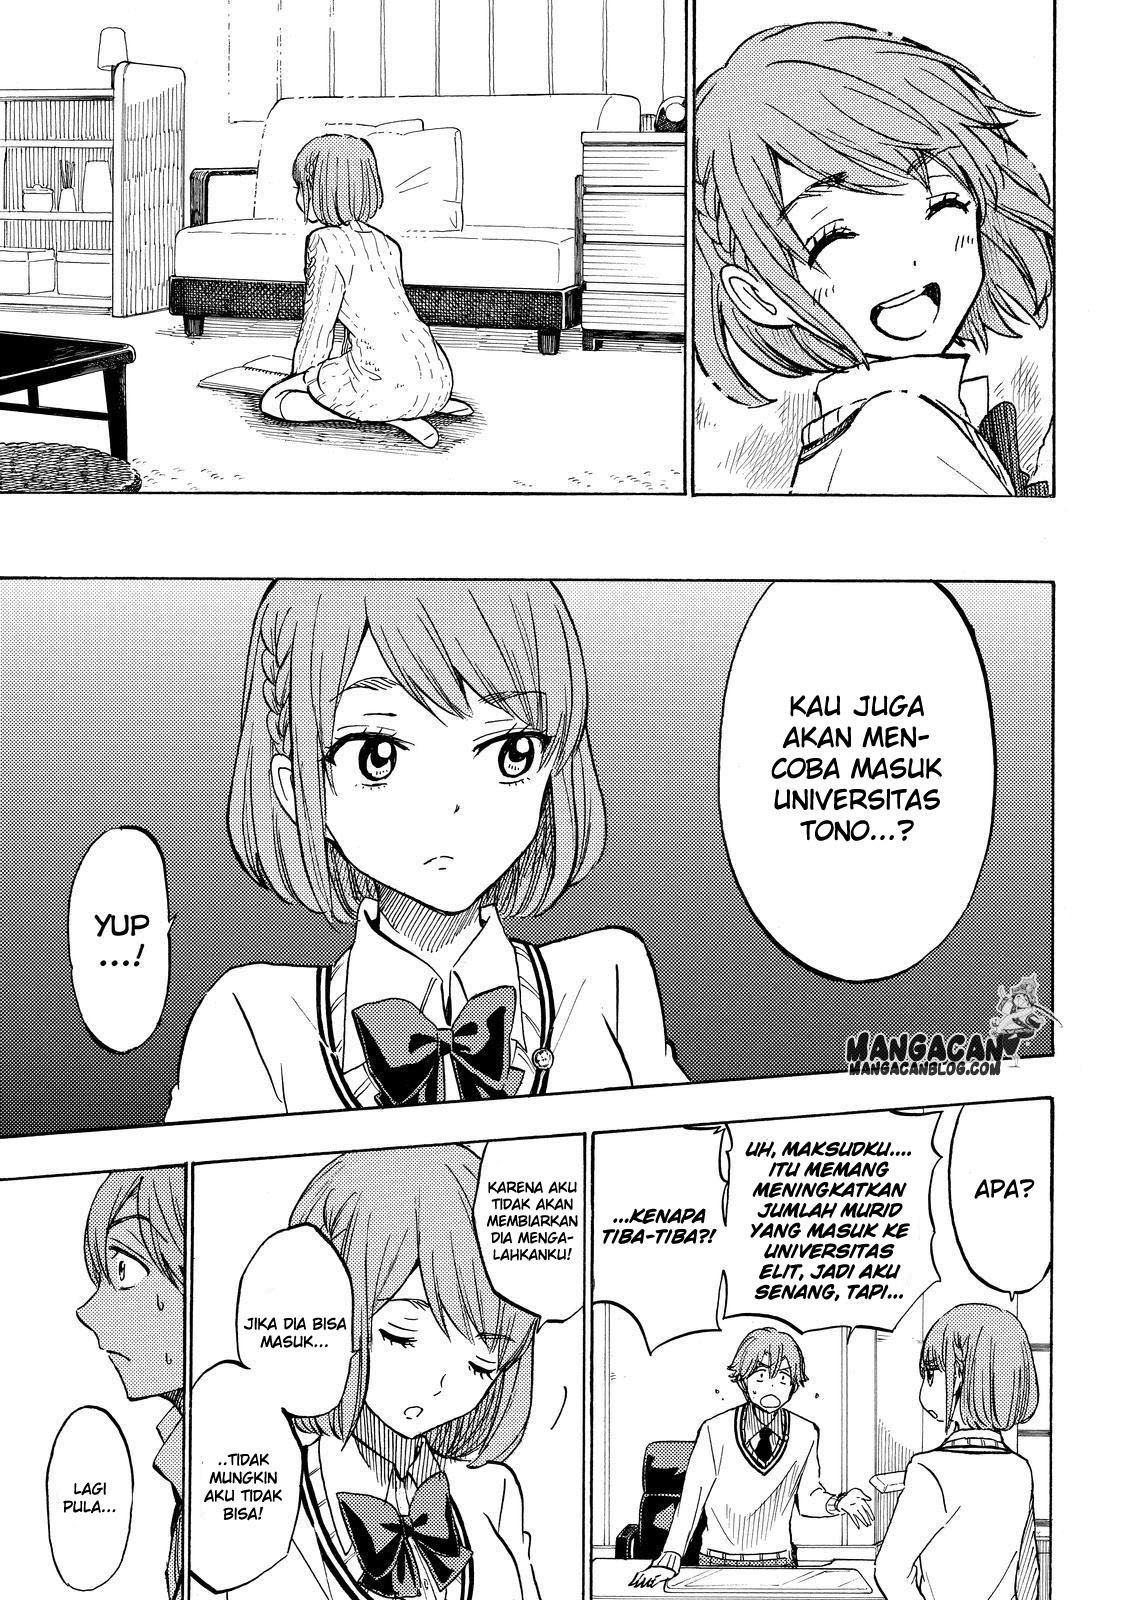 KAU JUGA
AKAN MEN-
COBA MASUK
UNIVERSITAS
TONO...?
YUP
...!
MANGACAN
MANGACANBLOG.COM
APA?
UH, MAKSUDKU....
ITU MEMANG
MENINGKATKAN
JUMLAH MURID
YANG MASUK KE
UNIVERSITAS
ELIT, JADI AKU
SENANG, TAPI...
...KENAPA
TIBA-TIBA?!
KARENA AKU
TIDAK AKAN
MEMBIARKAN
DIA MENGA-
LAHKANKU!
JIKA DIA BISA
MASUK...
..TIDAK
MUNGKIN
AKU TIDAK
BISA!
LAGI
PULA...